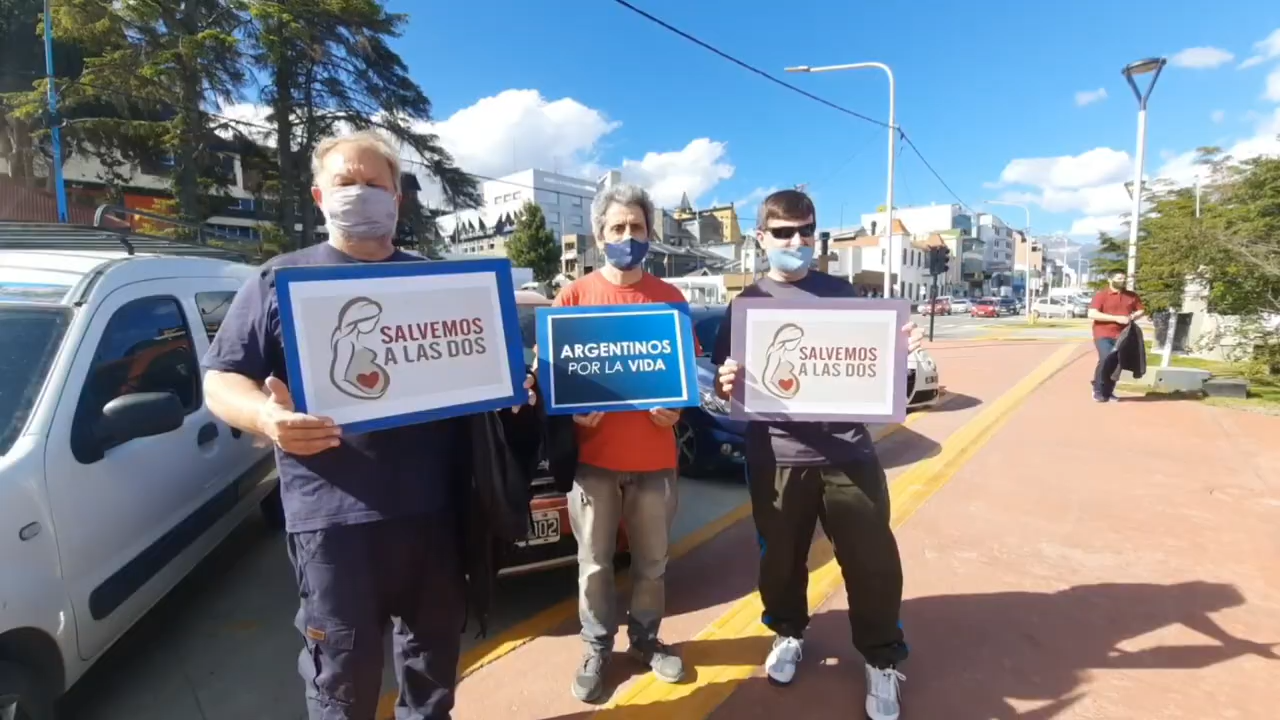 SALVEMOS
A LAS DOS
ARGENTINOS
POR LA VIDA
SALVEMOS
A LAS DOS